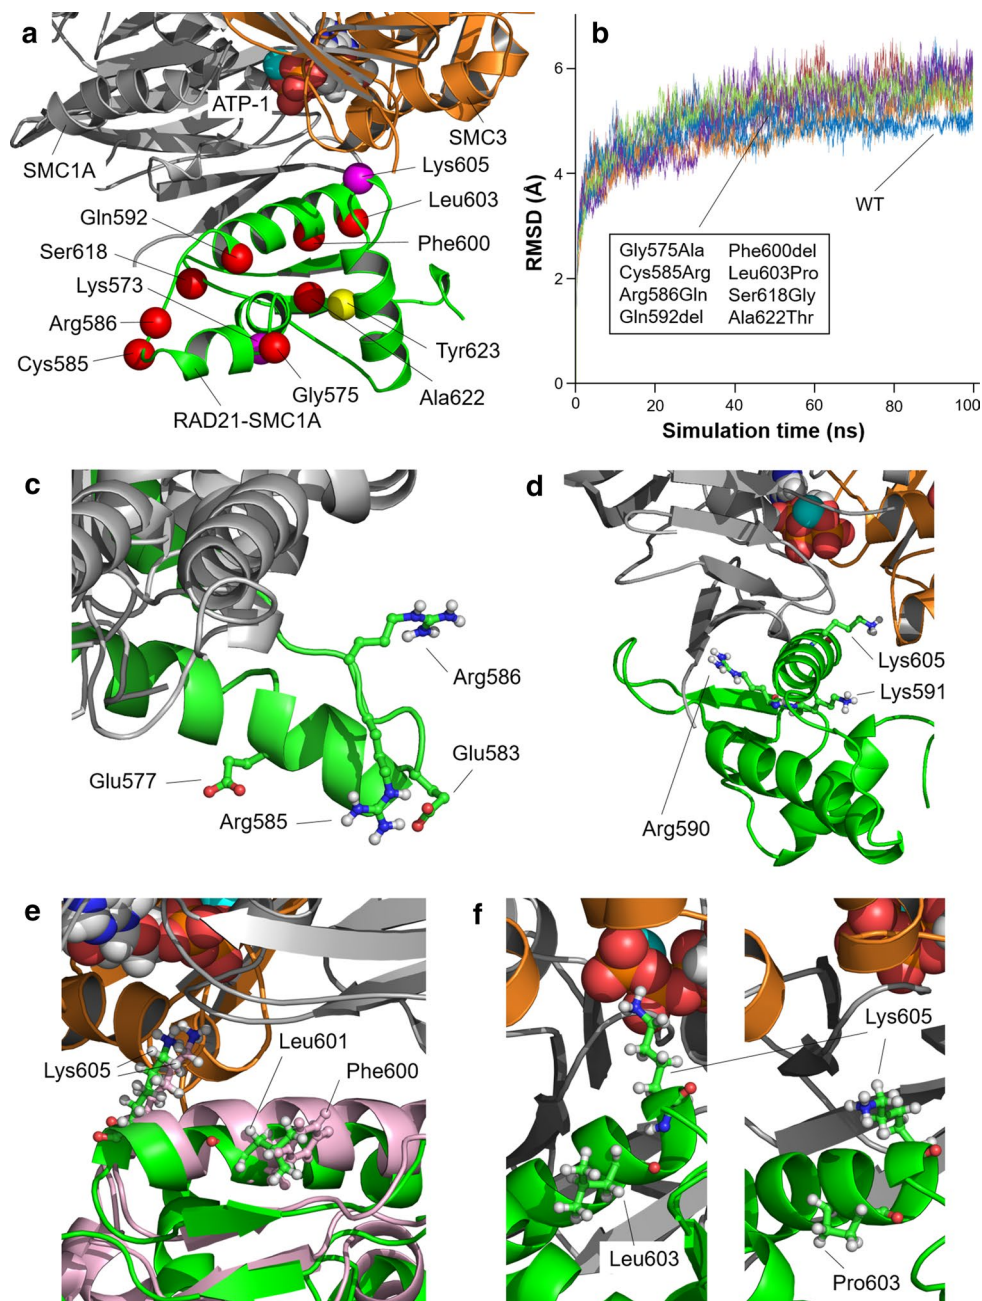 a
ATP-1
SMC1A
SMC3
Lys605
Leu603
Gln592
Phe600
Ser618
Lys573
Arg586
Cys585
Tyr623
Gly575
Ala622
RAD21-SMC1A
b
RMSD (Å)
6
4
2
0
WT
Gly575Ala Phe600del
Cys585Arg Leu603Pro
Arg586Gln Ser618Gly
Gln592del Ala622Thr
0 20 40 60 80 100
Simulation time (ns)
c
Arg586
Glu577
Glu583
Arg585
d
Lys605
Lys591
Arg590
e
Leu601
Lys605
Phe600
f
Lys605
Leu603
Pro603